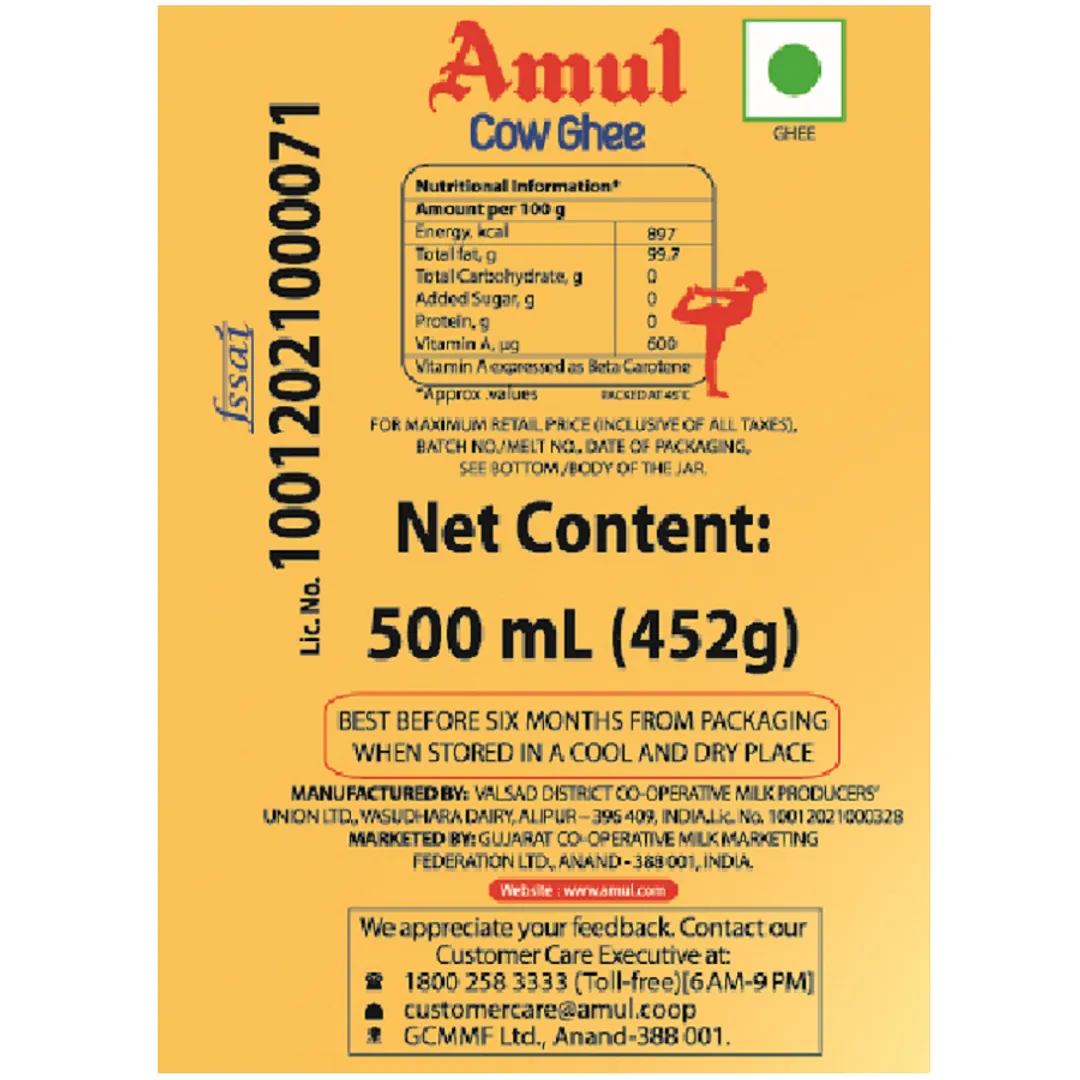 Amul
Cow Ghee
GHEE
fssai
Lic. No. 10012021000071
Nutritional Information*
Amount per 100 g
Energy, kcal 897
Total fat, g 99.7
Total Carbohydrate, g 0
Added Sugar, g 0
Protein, g 0
Vitamin A, µg 600
Vitamin A expressed as Beta Carotene
*Approx .values PACKED AT 45°C
FOR MAXIMUM RETAIL PRICE (INCLUSIVE OF ALL TAXES),
BATCH NO./MELT NO., DATE OF PACKAGING,
SEE BOTTOM /BODY OF THE JAR.
Net Content:
500 mL (452g)
BEST BEFORE SIX MONTHS FROM PACKAGING
WHEN STORED IN A COOL AND DRY PLACE
MANUFACTURED BY: VALSAD DISTRICT CO-OPERATIVE MILK PRODUCERS'
UNION LTD., VASUDHARA DAIRY, ALIPUR – 396 409, INDIA.Lic. No. 10012021000328
MARKETED BY: GUJARAT CO-OPERATIVE MILK MARKETING
FEDERATION LTD., ANAND - 388 001, INDIA.
Website : www.amul.com
We appreciate your feedback. Contact our
Customer Care Executive at:
1800 258 3333 (Toll-free)[6 AM-9 PM]
customercare@amul.coop
GCMMF Ltd., Anand-388 001.